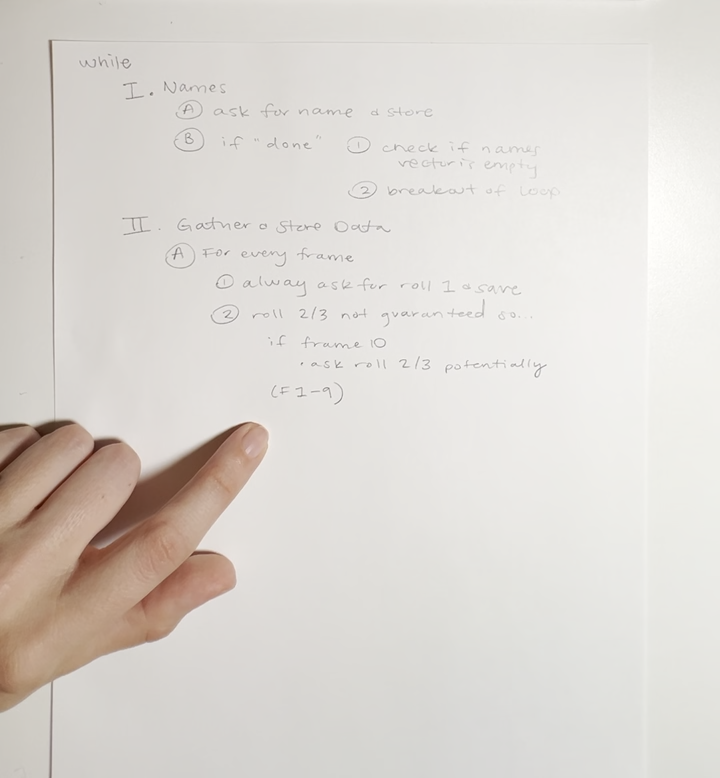 while
I. Names
A ask for name & store
B if "done" 1 check if names
vector is empty
2 breakout of loop
II. Gather & Store Data
A For every frame
1 always ask for roll 1 & save
2 roll 2/3 not guaranteed so...
if frame 10
· ask roll 2/3 potentially
(F 1-9)